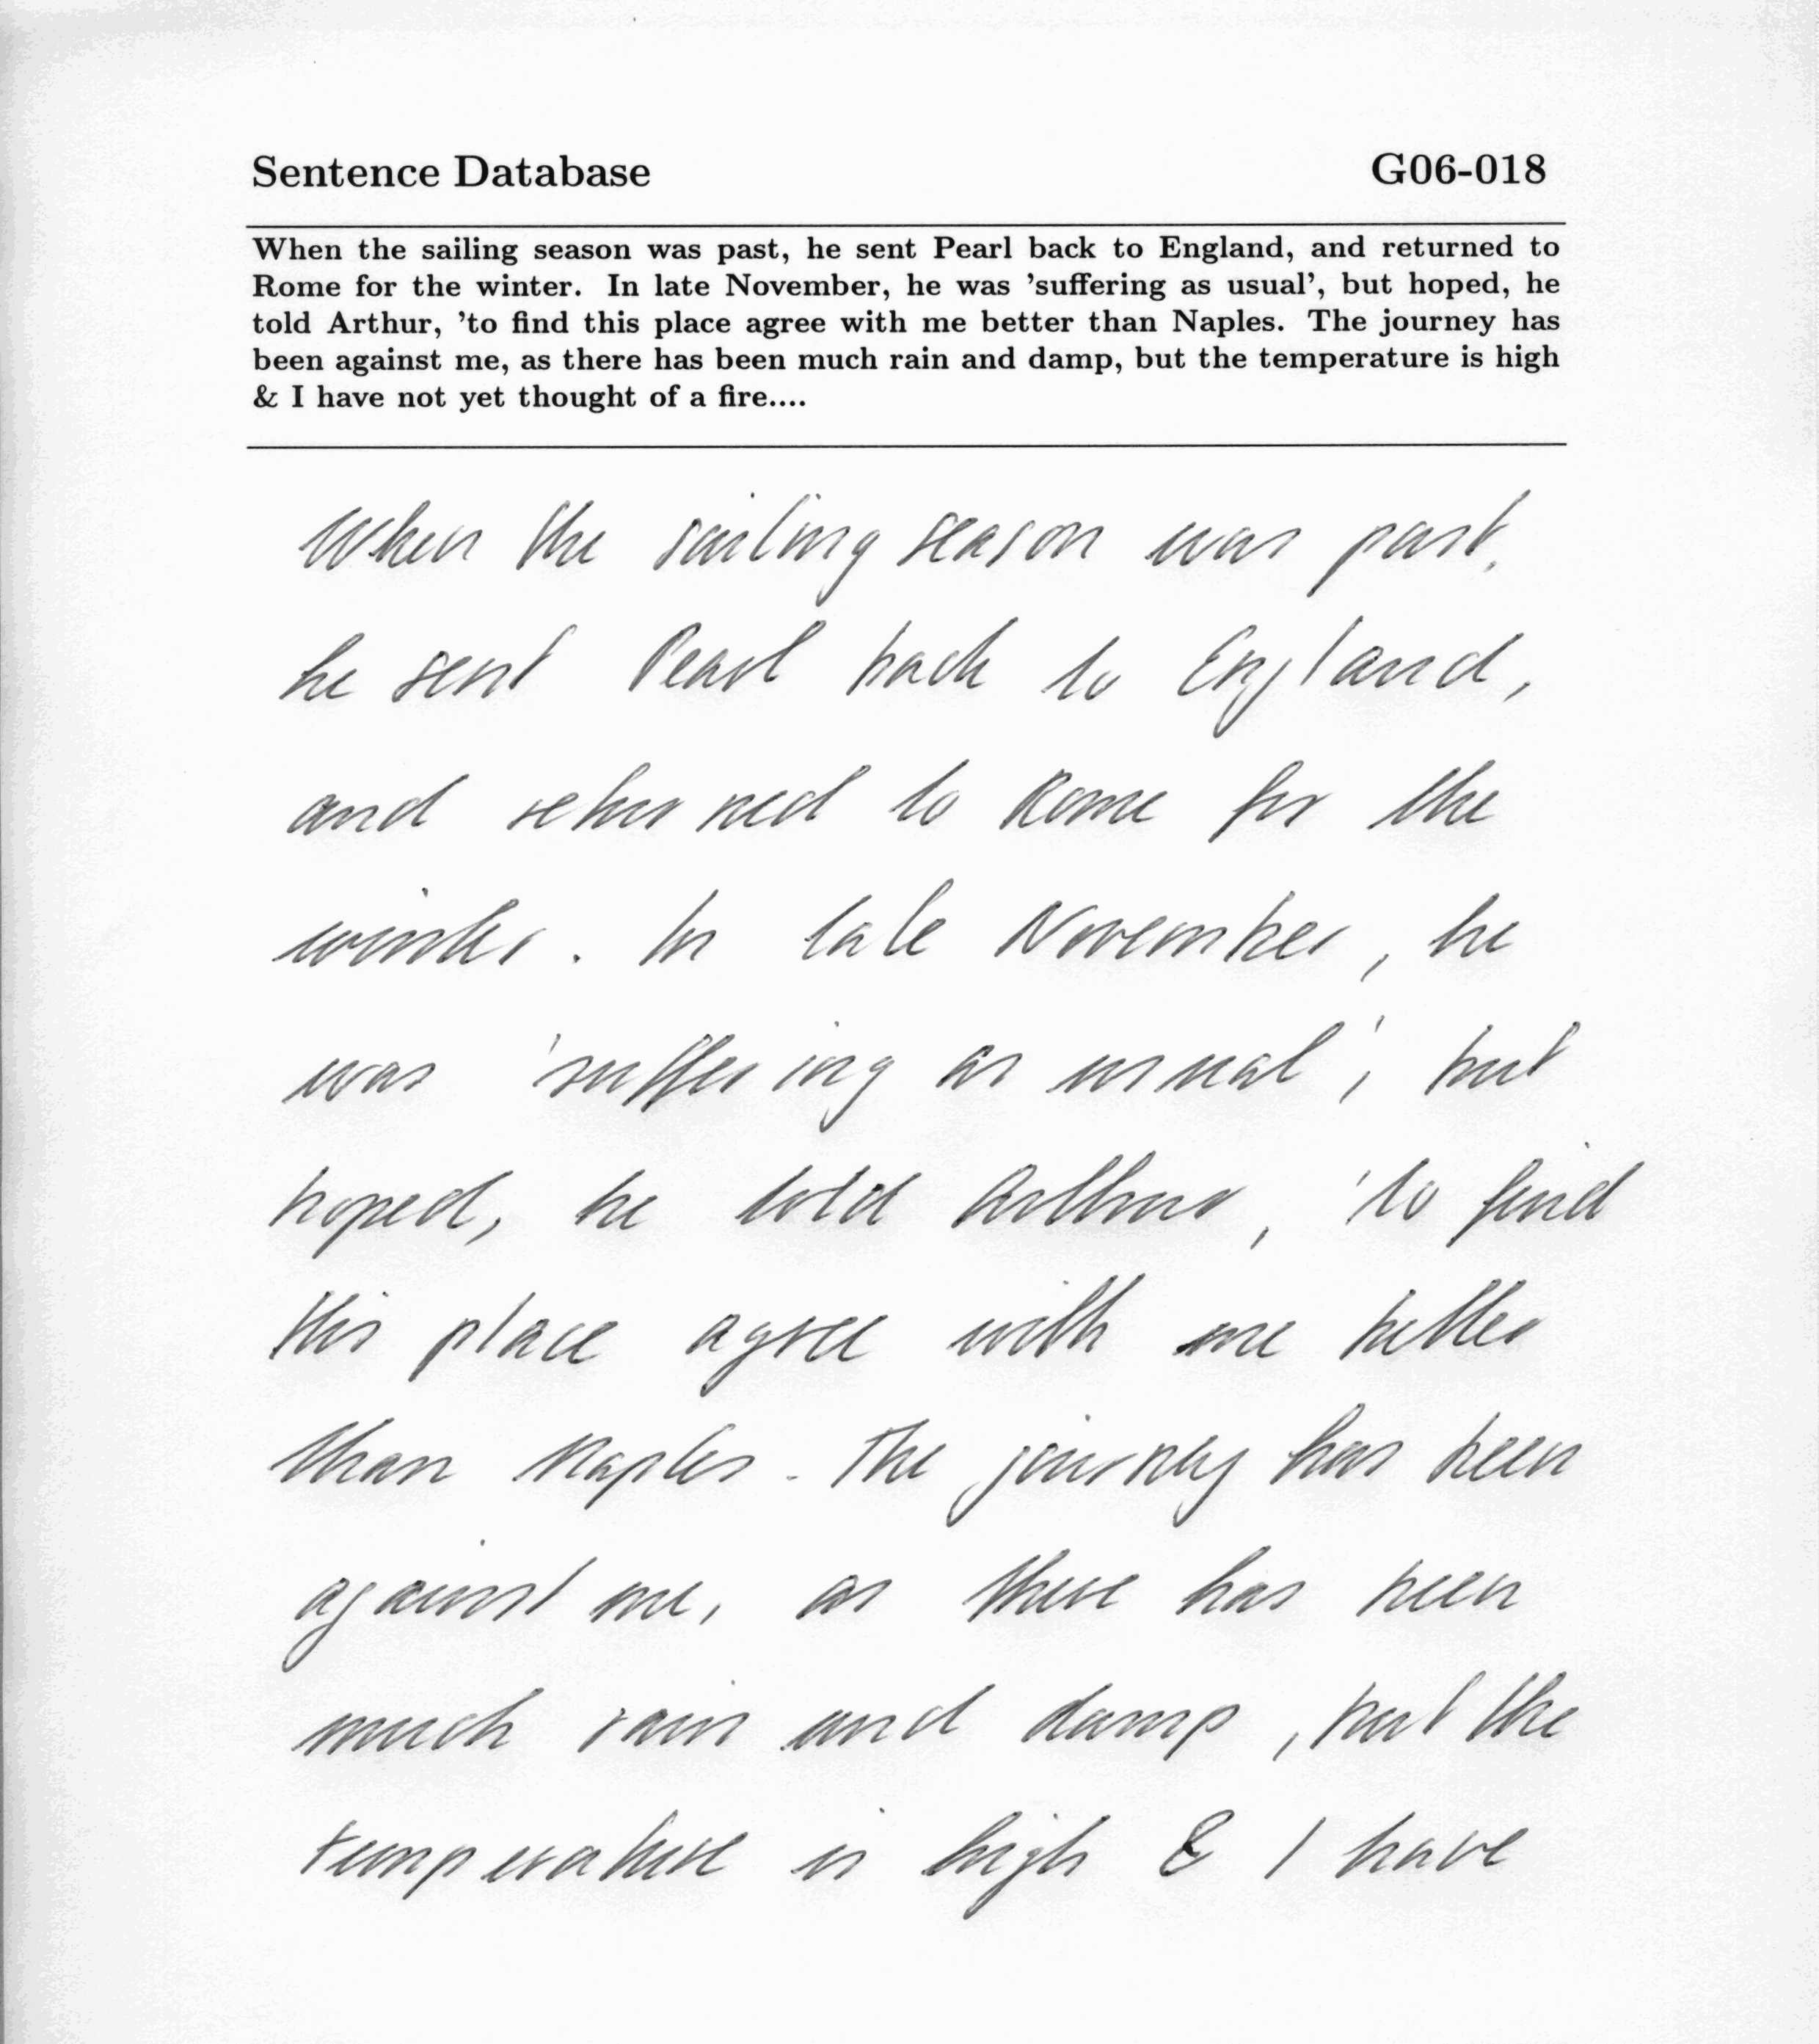 Sentence Database
G06-018
When the sailing season was past, he sent Pearl back to England, and returned to
Rome for the winter. In late November, he was 'suffering as usual', but hoped, he
told Arthur, 'to find this place agree with me better than Naples. The journey has
been against me, as there has been much rain and damp, but the temperature is high
& I have not yet thought of a fire....
When the sailing season was past,
he sent Pearl back to England,
and returned to Rome for the
winter. In late November, he
was 'suffering as usual', but
hoped, he told Arthur, 'to find
this place agree with me better
than Naples. The journey has been
against me, as there has been
much rain and damp, but the
temperature is high & I have